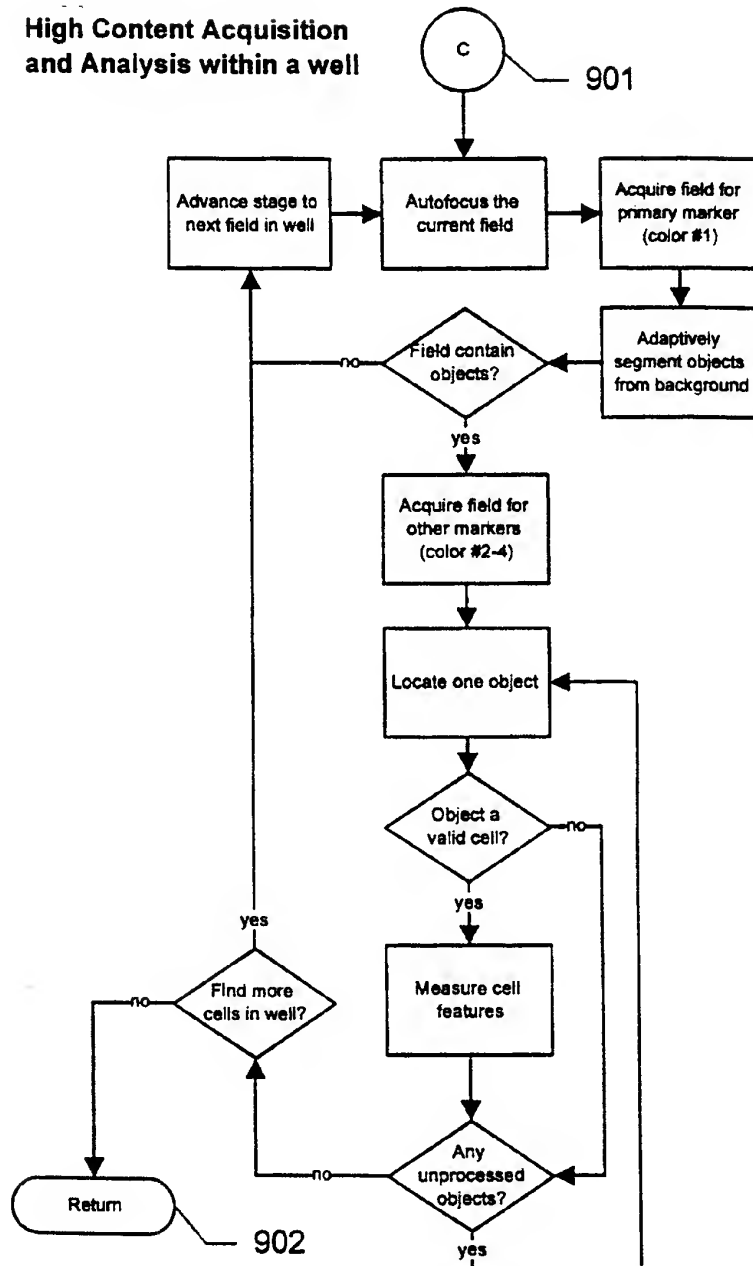 High Content Acquisition
and Analysis within a well
C
901
Advance stage to
next field in well
Autofocus the
current field
Acquire field for
primary marker
(color #1)
Adaptively
segment objects
from background
Field contain
objects?
no
yes
Acquire field for
other markers
(color #2-4)
Locate one object
Object a
valid cell?
no
yes
Measure cell
features
yes
Find more
cells in well?
no
Any
unprocessed
objects?
no
yes
Return
902